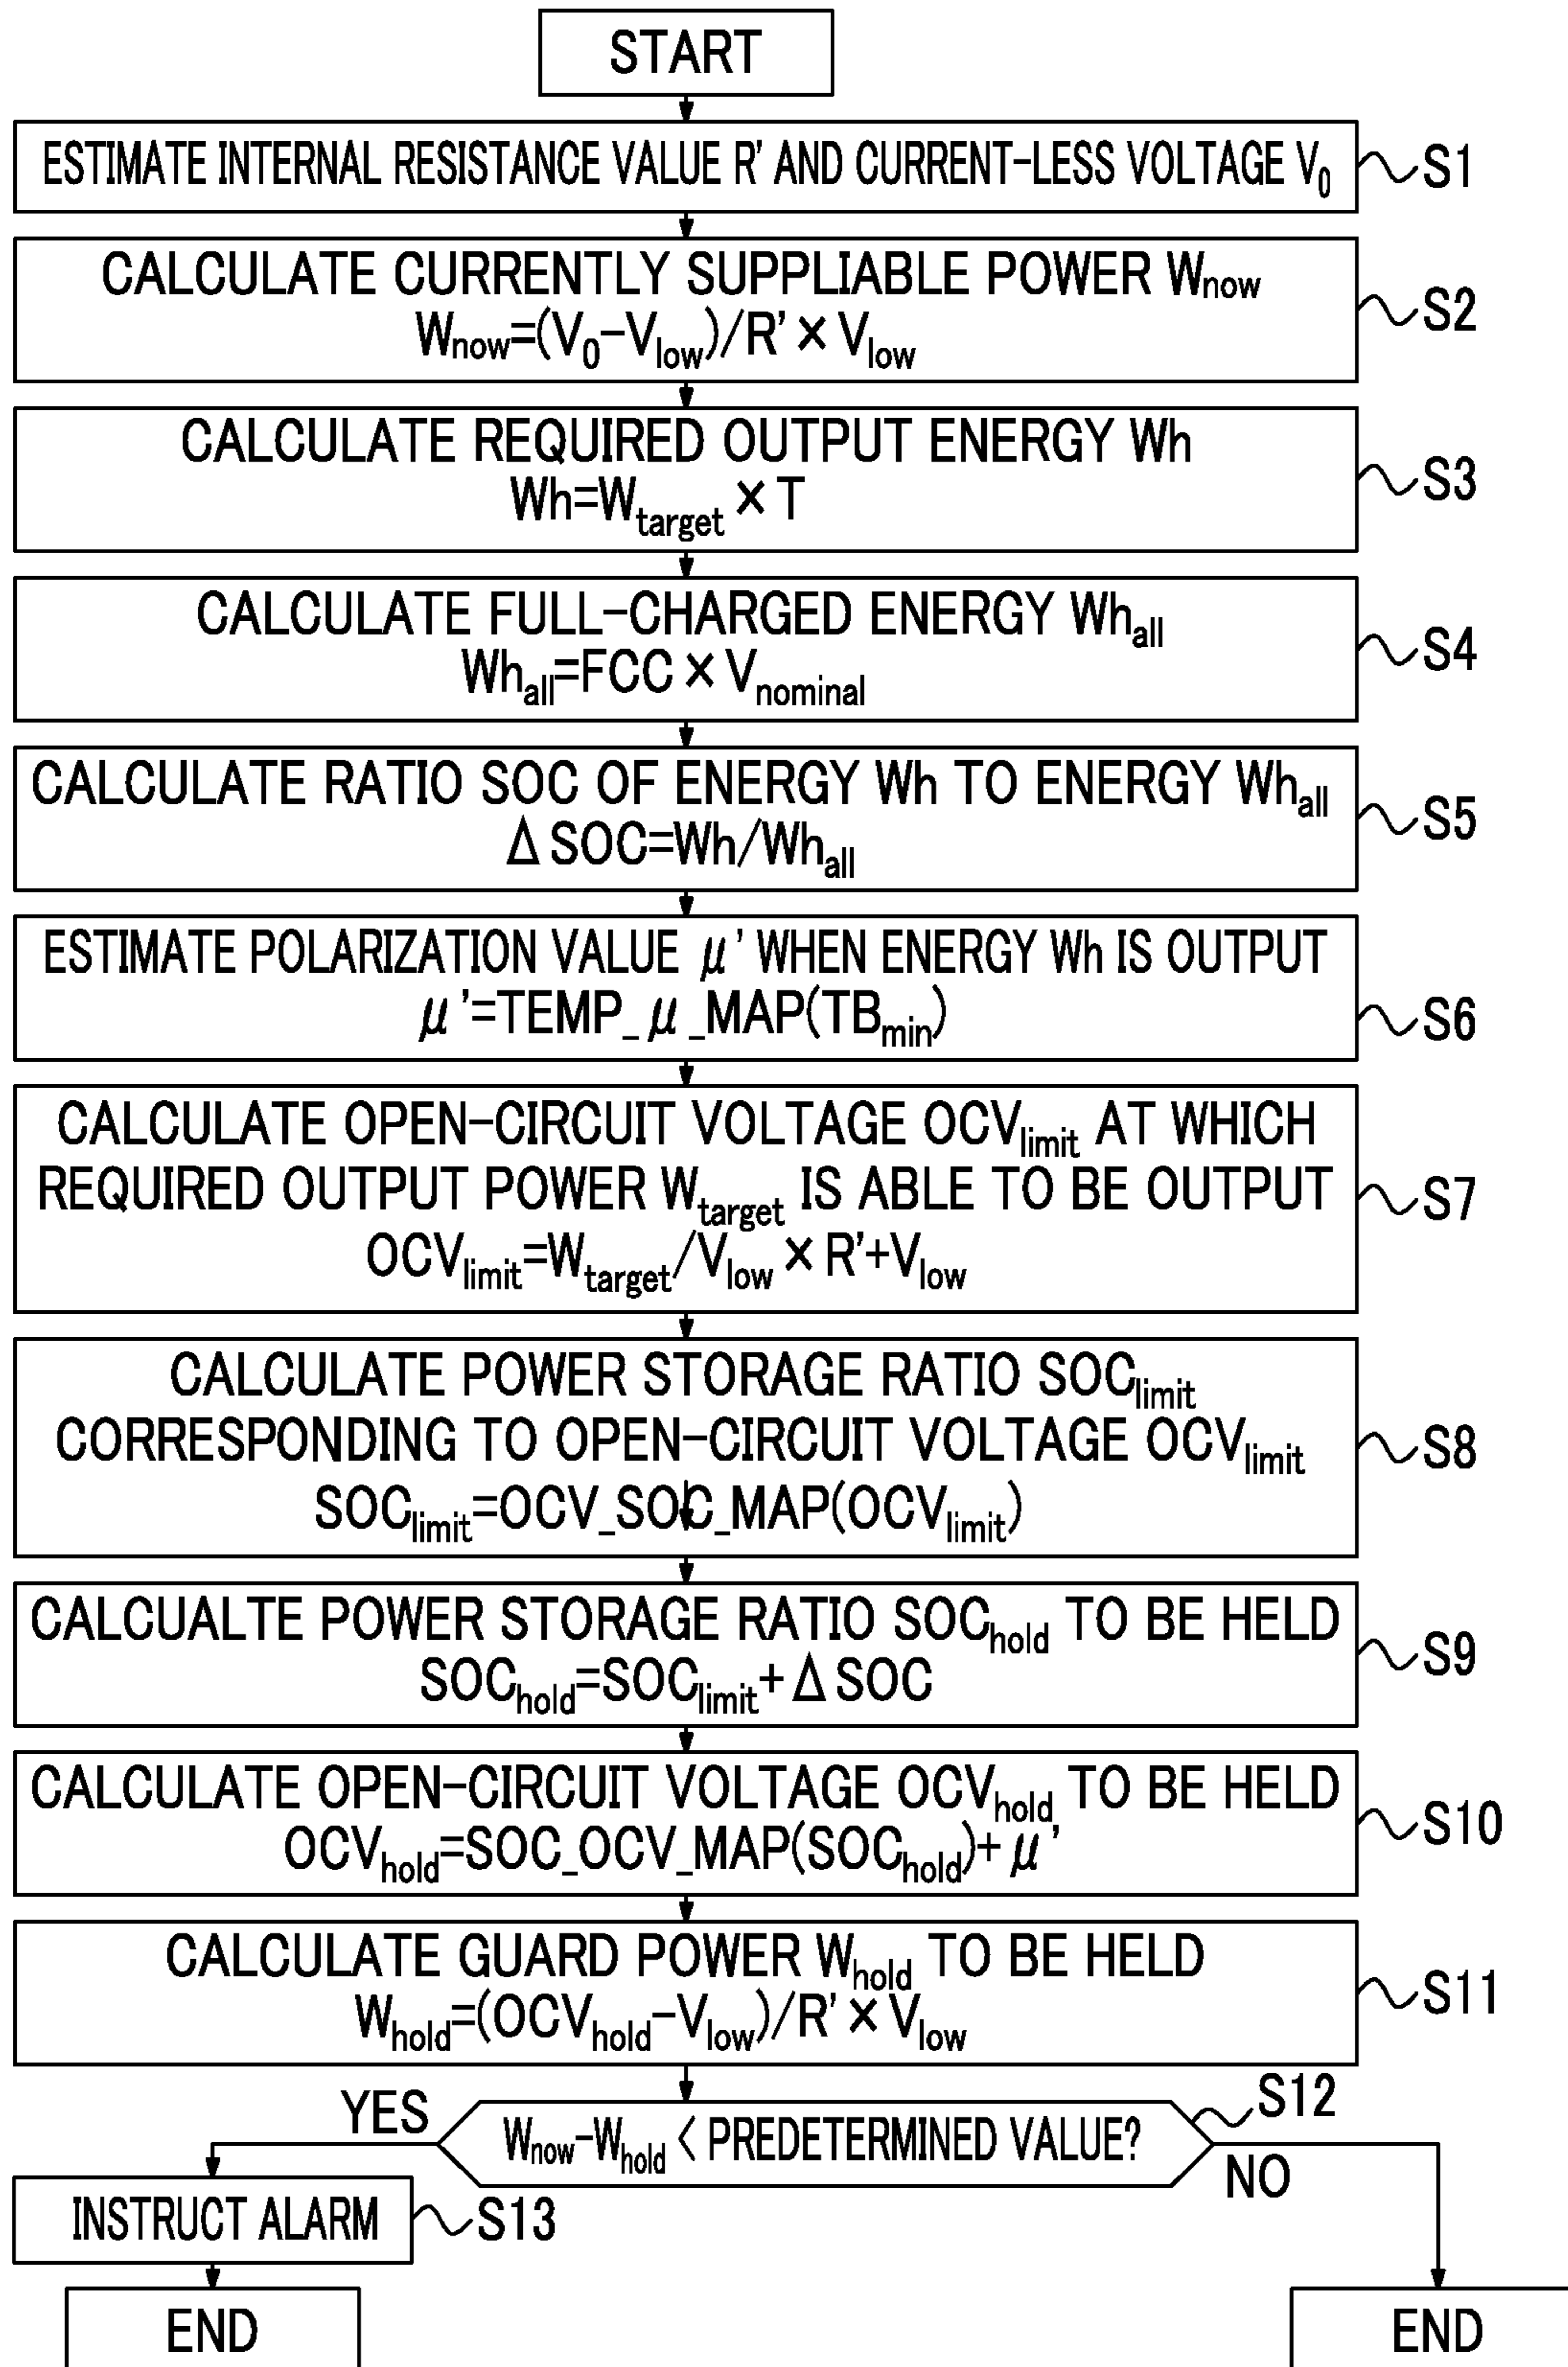 START
ESTIMATE INTERNAL RESISTANCE VALUE R' AND CURRENT-LESS VOLTAGE V0
S1
CALCULATE CURRENTLY SUPPLIABLE POWER Wnow
Wnow=(V0-Vlow)/R'×Vlow
S2
CALCULATE REQUIRED OUTPUT ENERGY Wh
Wh=Wtarget×T
S3
CALCULATE FULL-CHARGED ENERGY Whall
Whall=FCC×Vnominal
S4
CALCULATE RATIO SOC OF ENERGY Wh TO ENERGY Whall
ΔSOC=Wh/Whall
S5
ESTIMATE POLARIZATION VALUE μ' WHEN ENERGY Wh IS OUTPUT
μ'=TEMP_μ_MAP(TBmin)
S6
CALCULATE OPEN-CIRCUIT VOLTAGE OCVlimit AT WHICH
REQUIRED OUTPUT POWER Wtarget IS ABLE TO BE OUTPUT
OCVlimit=Wtarget/Vlow×R'+Vlow
S7
CALCULATE POWER STORAGE RATIO SOClimit
CORRESPONDING TO OPEN-CIRCUIT VOLTAGE OCVlimit
SOClimit=OCV_SOC_MAP(OCVlimit)
S8
CALCUALTE POWER STORAGE RATIO SOChold TO BE HELD
SOChold=SOClimit+ΔSOC
S9
CALCULATE OPEN-CIRCUIT VOLTAGE OCVhold TO BE HELD
OCVhold=SOC_OCV_MAP(SOChold)+μ'
S10
CALCULATE GUARD POWER Whold TO BE HELD
Whold=(OCVhold-Vlow)/R'×Vlow
S11
YES
Wnow-Whold<PREDETERMINED VALUE?
S12
NO
INSTRUCT ALARM
S13
END
END